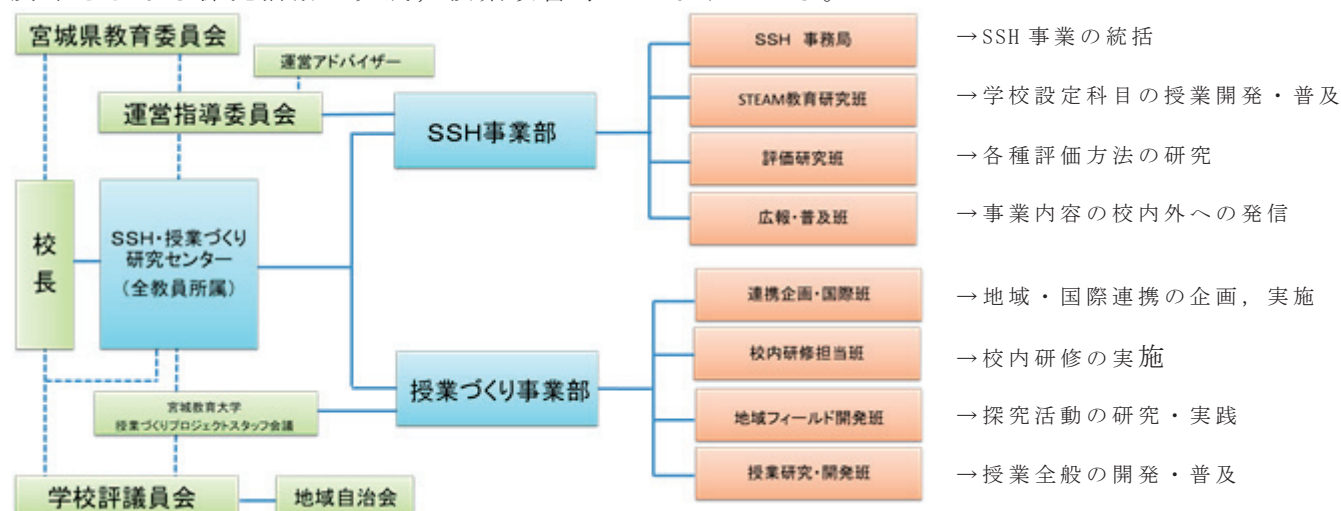 宮城県教育委員会
運営アドバイザー
運営指導委員会
SSH事業部
SSH 事務局
→SSH事業の統括
STEAM教育研究班
→学校設定科目の授業開発・普及
評価研究班
→各種評価方法の研究
広報・普及班
→事業内容の校内外への発信
校長
SSH・授業づくり
研究センター
(全教員所属)
授業づくり事業部
連携企画・国際班
→地域・国際連携の企画，実施
校内研修担当班
→校内研修の実施
地域フィールド開発班
→探究活動の研究・実践
授業研究・開発班
→授業全般の開発・普及
宮城教育大学
授業づくりプロジェクトスタッフ会議
学校評議員会
地域自治会